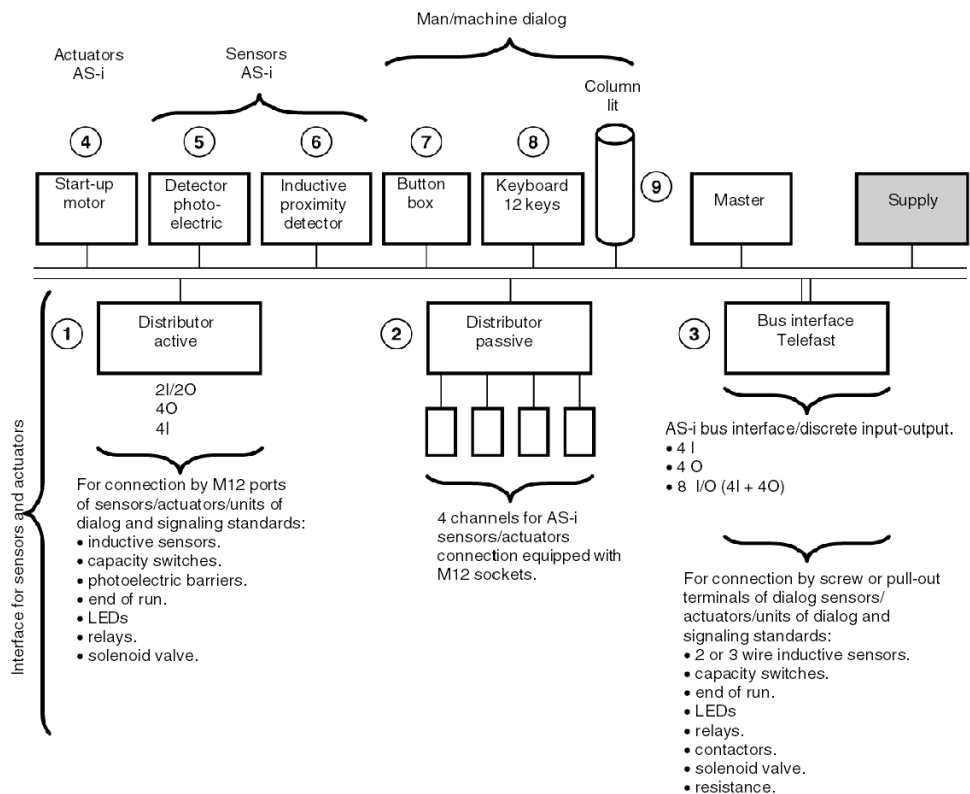 Man/machine dialog
Actuators
AS-i
Sensors
AS-i
Column
lit
4
5
6
7
8
9
Start-up
motor
Detector
photo-
electric
Inductive
proximity
detector
Button
box
Keyboard
12 keys
Master
Supply
Interface for sensors and actuators
1
Distributor
active
2I/2O
4O
4I
For connection by M12 ports
of sensors/actuators/units of
dialog and signaling standards:
• inductive sensors.
• capacity switches.
• photoelectric barriers.
• end of run.
• LEDs
• relays.
• solenoid valve.
2
Distributor
passive
4 channels for AS-i
sensors/actuators
connection equipped with
M12 sockets.
3
Bus interface
Telefast
AS-i bus interface/discrete input-output.
• 4 I
• 4 O
• 8 I/O (4I + 4O)
For connection by screw or pull-out
terminals of dialog sensors/
actuators/units of dialog and
signaling standards:
• 2 or 3 wire inductive sensors.
• capacity switches.
• end of run.
• LEDs
• relays.
• contactors.
• solenoid valve.
• resistance.